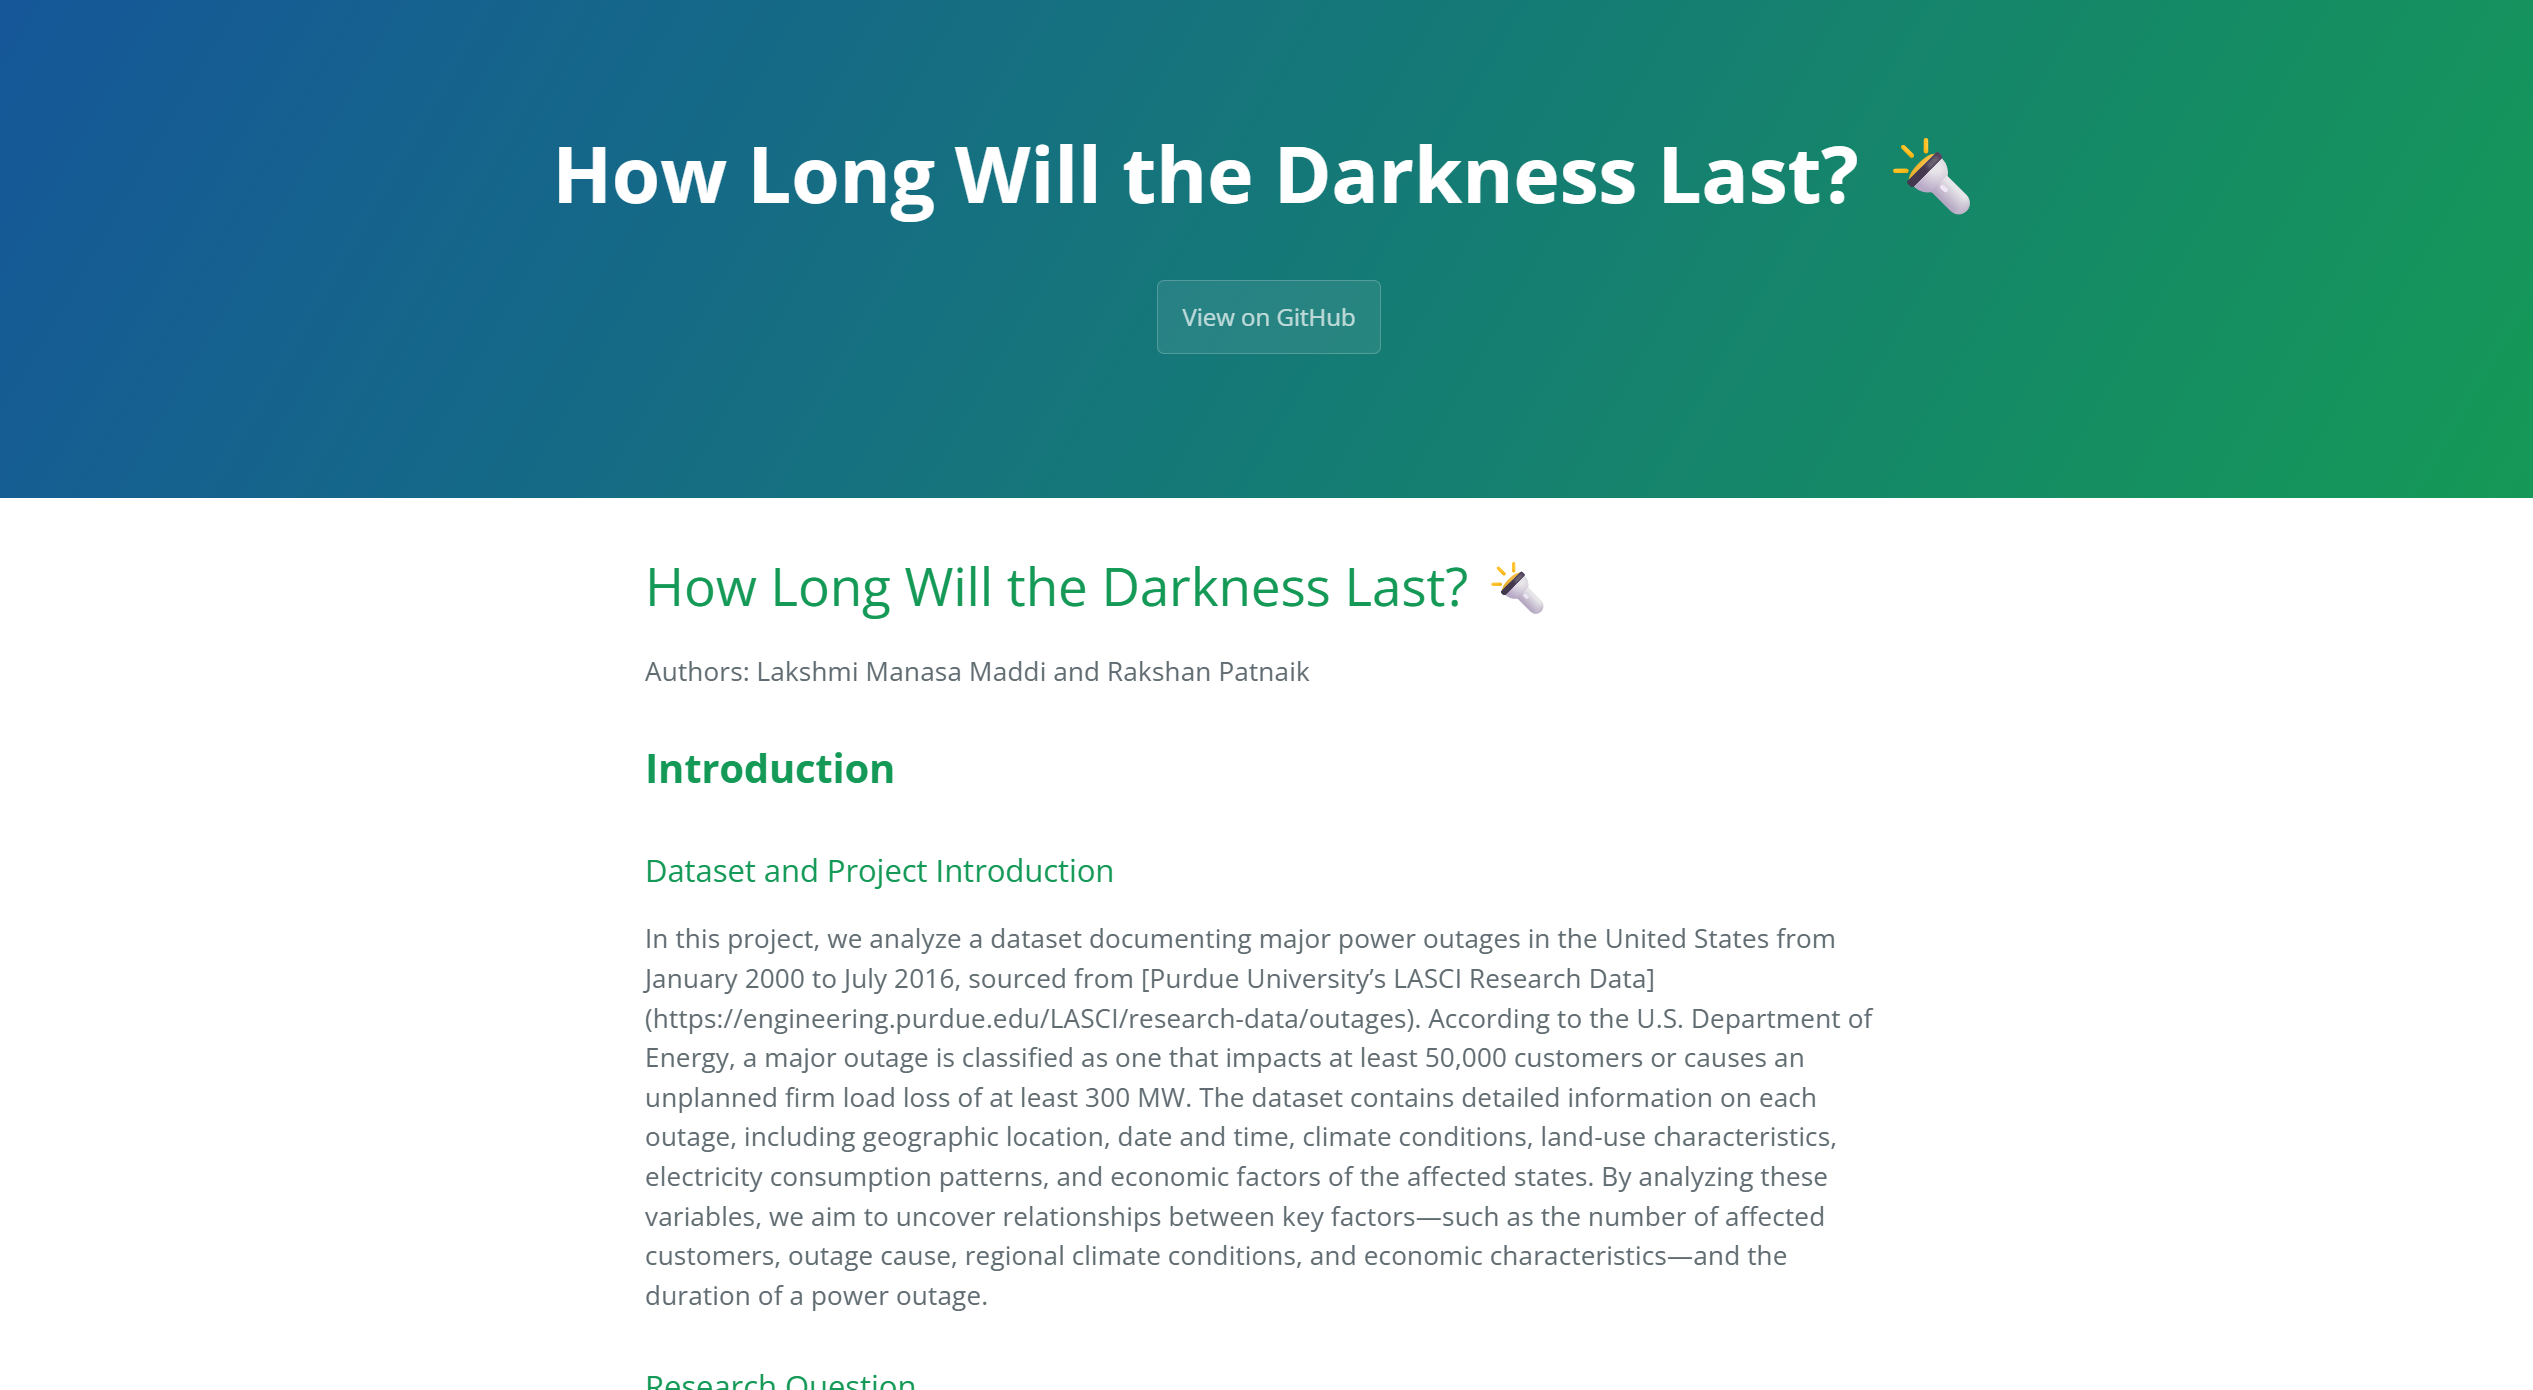 How Long Will the Darkness Last? 🔦
View on GitHub
How Long Will the Darkness Last? 🔦
Authors: Lakshmi Manasa Maddi and Rakshan Patnaik
Introduction
Dataset and Project Introduction
In this project, we analyze a dataset documenting major power outages in the United States from
January 2000 to July 2016, sourced from [Purdue University’s LASCI Research Data]
(https://engineering.purdue.edu/LASCI/research-data/outages). According to the U.S. Department of
Energy, a major outage is classified as one that impacts at least 50,000 customers or causes an
unplanned firm load loss of at least 300 MW. The dataset contains detailed information on each
outage, including geographic location, date and time, climate conditions, land-use characteristics,
electricity consumption patterns, and economic factors of the affected states. By analyzing these
variables, we aim to uncover relationships between key factors—such as the number of affected
customers, outage cause, regional climate conditions, and economic characteristics—and the
duration of a power outage.
Research Question